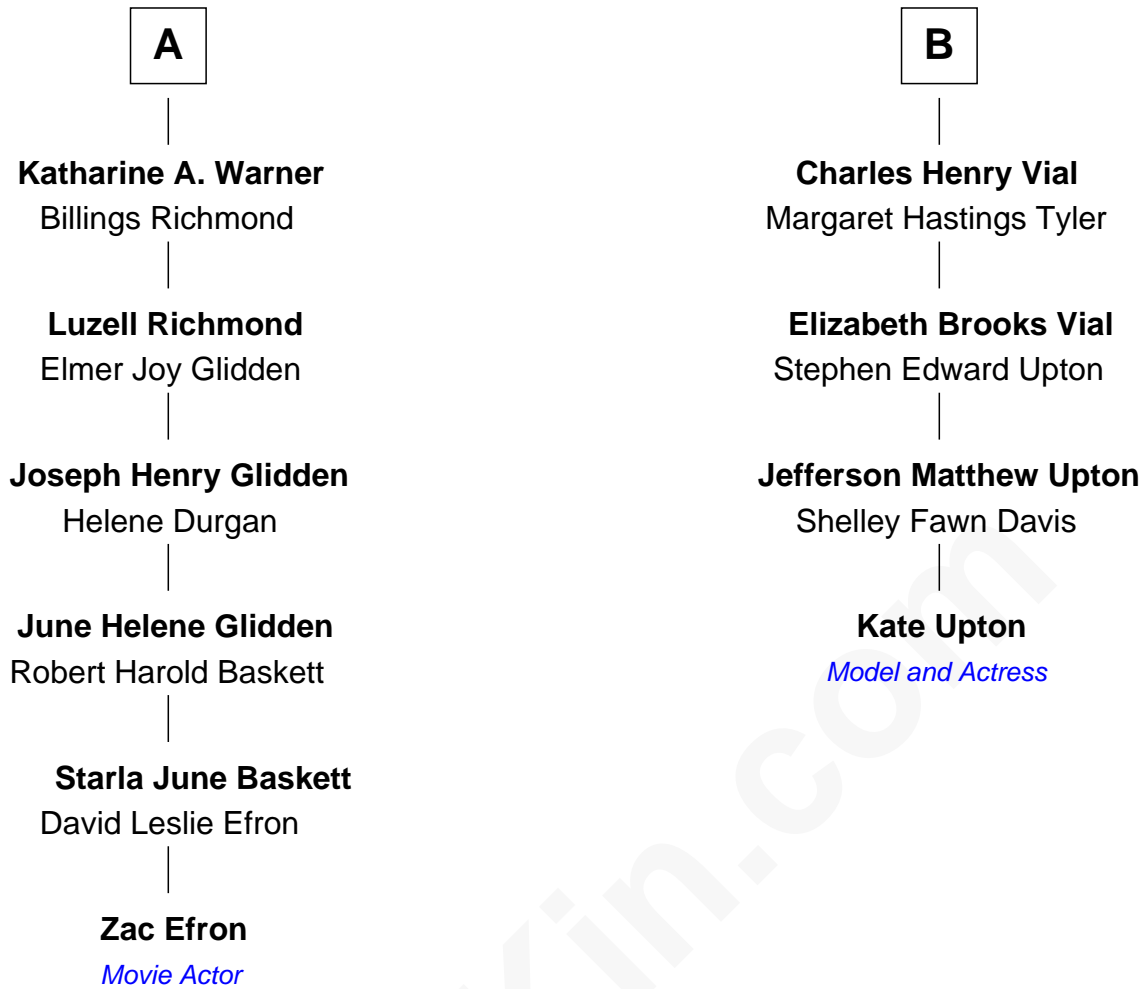 A
Katharine A. Warner
Billings Richmond
Luzell Richmond
Elmer Joy Glidden
Joseph Henry Glidden
Helene Durgan
June Helene Glidden
Robert Harold Baskett
Starla June Baskett
David Leslie Efron
Zac Efron
Movie Actor
B
Charles Henry Vial
Margaret Hastings Tyler
Elizabeth Brooks Vial
Stephen Edward Upton
Jefferson Matthew Upton
Shelley Fawn Davis
Kate Upton
Model and Actress
Kin.com